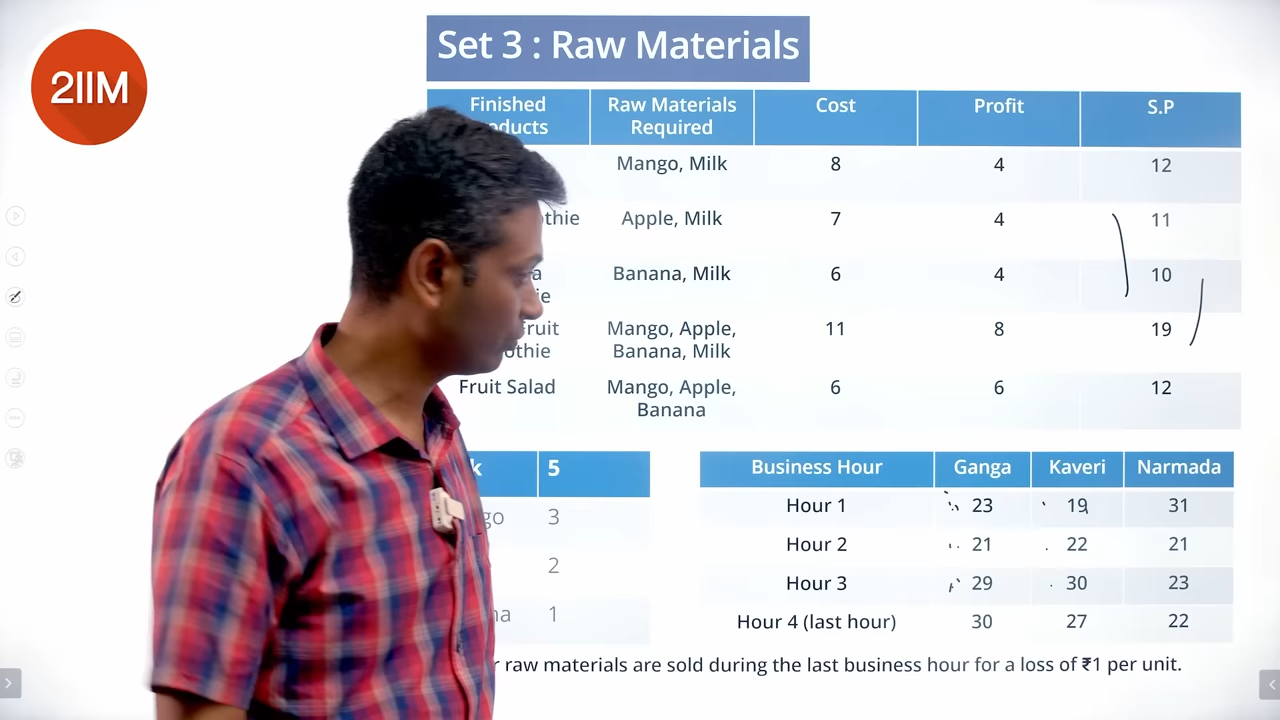 2IIM
Set 3 : Raw Materials
Finished Raw Materials Cost Profit S.P
Required
Mango, Milk 8 4 12
Apple, Milk 7 4 11
Banana, Milk 6 4 10
Mango, Apple, 11 8 19
Banana, Milk
Fruit Salad Mango, Apple, 6 6 12
Banana
5
3
2
1
Business Hour Ganga Kaveri Narmada
Hour 1 23 19 31
Hour 2 21 22 21
Hour 3 29 30 23
Hour 4 (last hour) 30 27 22
raw materials are sold during the last business hour for a loss of ₹1 per unit.